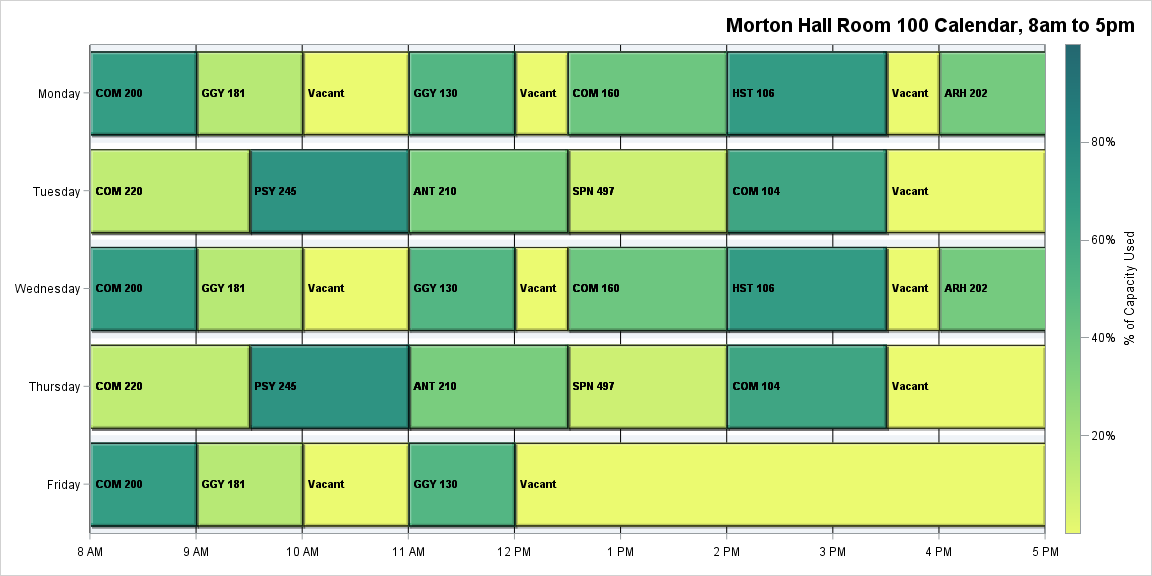 Morton Hall Room 100 Calendar, 8am to 5pm
Monday COM 200 GGY 181 Vacant GGY 130 Vacant COM 160 HST 106 Vacant ARH 202
Tuesday COM 220 PSY 245 ANT 210 SPN 497 COM 104 Vacant
Wednesday COM 200 GGY 181 Vacant GGY 130 Vacant COM 160 HST 106 Vacant ARH 202
Thursday COM 220 PSY 245 ANT 210 SPN 497 COM 104 Vacant
Friday COM 200 GGY 181 Vacant GGY 130 Vacant
8 AM 9 AM 10 AM 11 AM 12 PM 1 PM 2 PM 3 PM 4 PM 5 PM
80%
60%
40%
20%
% of Capacity Used